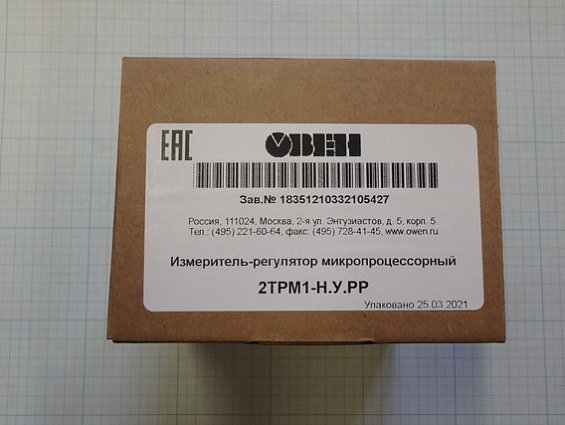 EAC
ОВЕН
Зав.№ 18351210332105427
Россия, 111024, Москва, 2-я ул. Энтузиастов, д. 5, корп. 5.
Тел.: (495) 221-60-64, факс: (495) 728-41-45, www.owen.ru
Измеритель-регулятор микропроцессорный
2ТРМ1-Н.У.РР
Упаковано 25.03.2021